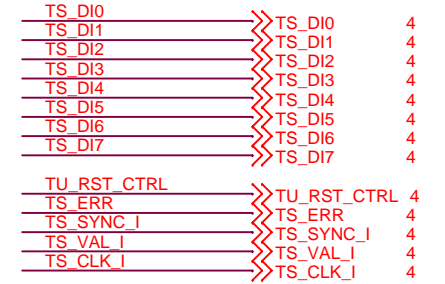 TS_DI0 TS_DI0 4
TS_DI1 TS_DI1 4
TS_DI2 TS_DI2 4
TS_DI3 TS_DI3 4
TS_DI4 TS_DI4 4
TS_DI5 TS_DI5 4
TS_DI6 TS_DI6 4
TS_DI7 TS_DI7 4
TU_RST_CTRL TU_RST_CTRL 4
TS_ERR TS_ERR 4
TS_SYNC_I TS_SYNC_I 4
TS_VAL_I TS_VAL_I 4
TS_CLK_I TS_CLK_I 4